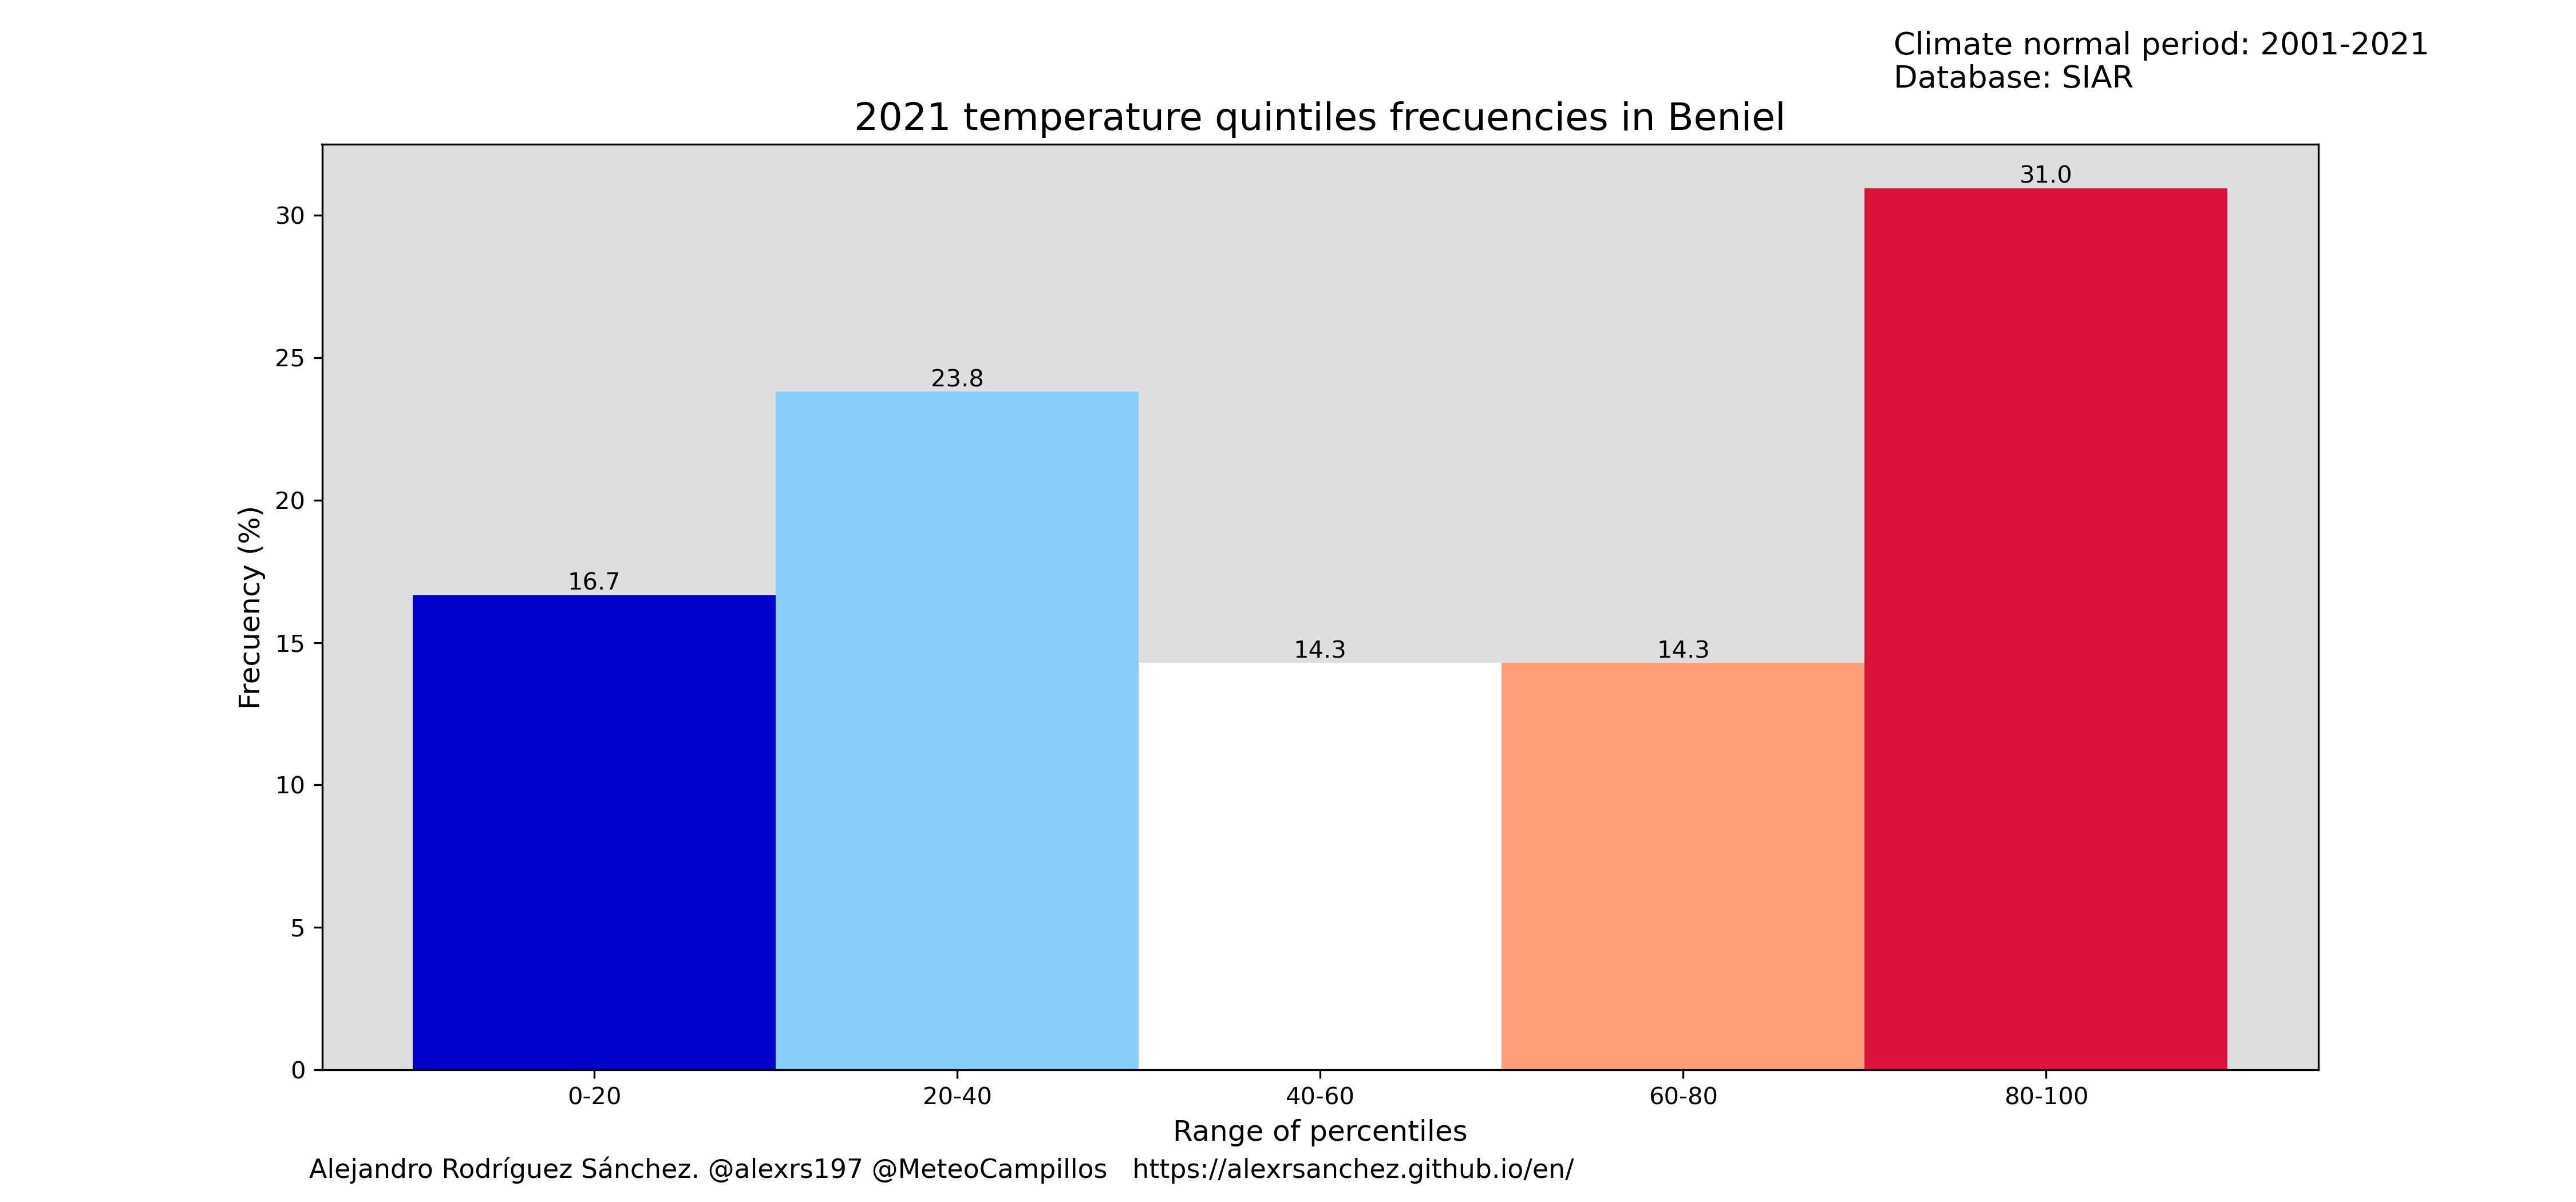 Climate normal period: 2001-2021
Database: SIAR
2021 temperature quintiles frecuencies in Beniel
31.0
30
25
23.8
20
Frecuency (%)
16.7
15
14.3
14.3
10
5
0
0-20
20-40
40-60
60-80
80-100
Range of percentiles
Alejandro Rodríguez Sánchez. @alexrs197 @MeteoCampillos https://alexrsanchez.github.io/en/